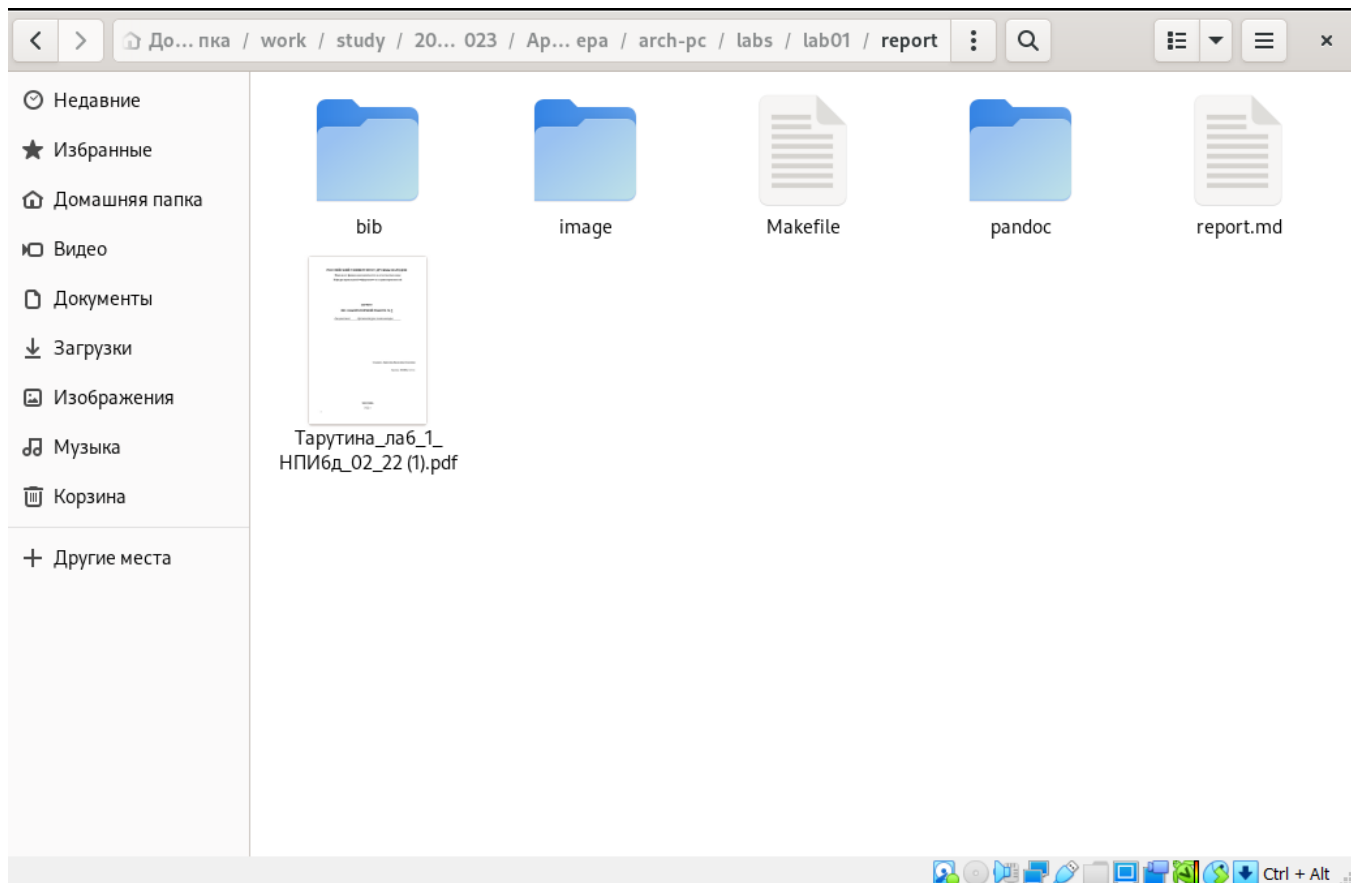 До... пка / work / study / 20... 023 / Ар... ера / arch-pc / labs / lab01 / report
Недавние
Избранные
Домашняя папка
Видео
Документы
Загрузки
Изображения
Музыка
Корзина
Другие места
bib
image
Makefile
pandoc
report.md
Тарутина_лаб_1_
НПИбд_02_22 (1).pdf
Ctrl + Alt